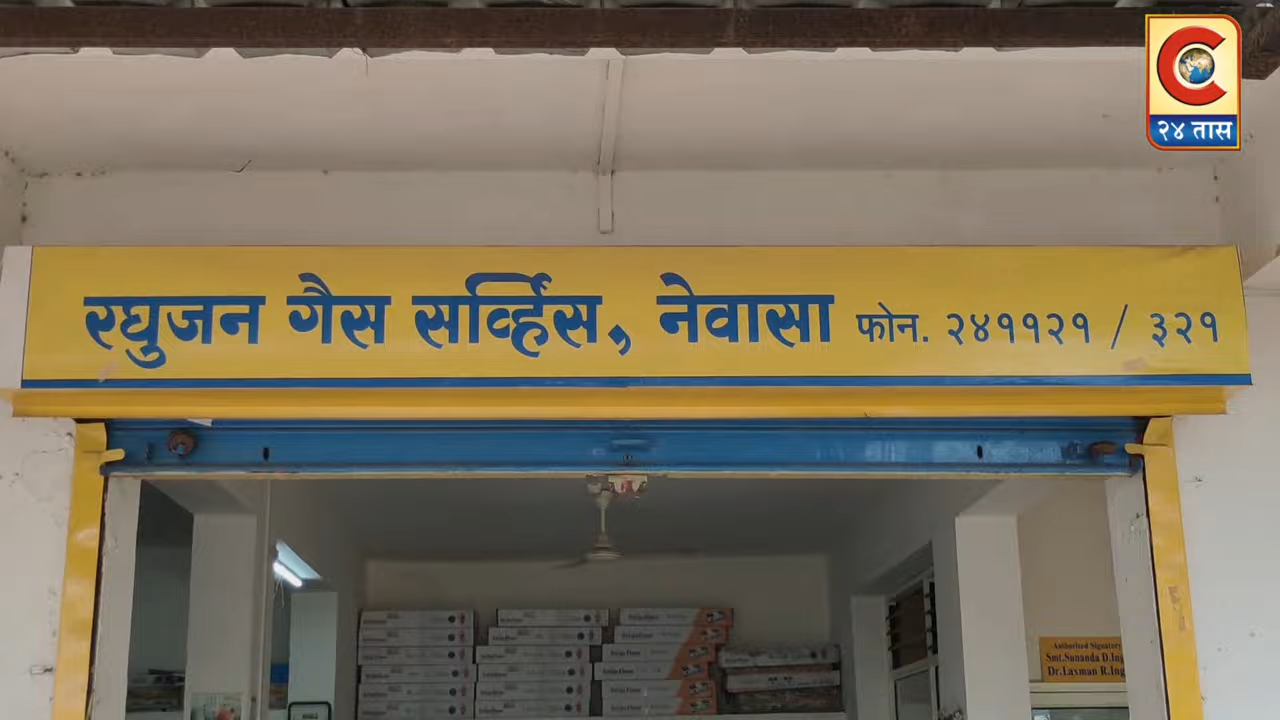 C
२४ तास
रघुजन गॅस सर्व्हिस, नेवासा फोन. २४११२१ / ३२१
Authorised Signatory
Smt.Sunanda D.Ing
Dr.Laxman R.Ing